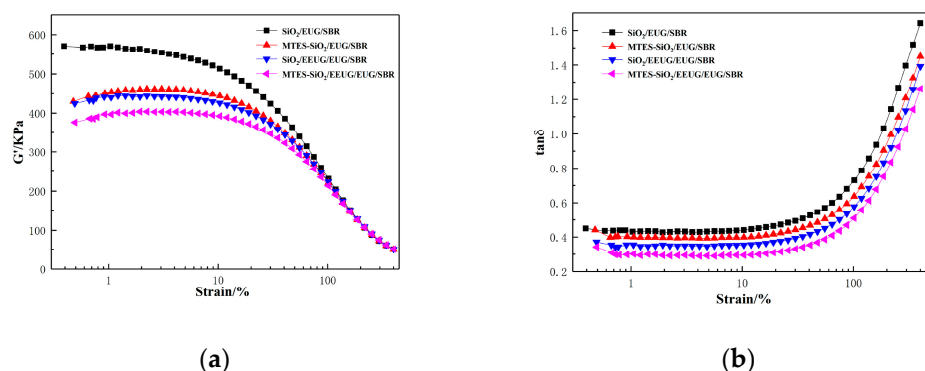 SiO₂/EUG/SBR
MTES-SiO₂/EUG/SBR
SiO₂/EEUG/EUG/SBR
MTES-SiO₂/EEUG/EUG/SBR
600
500
400
300
200
100
0
G'/KPa
1
10
100
Strain/%
(a)
SiO₂/EUG/SBR
MTES-SiO₂/EUG/SBR
SiO₂/EEUG/EUG/SBR
MTES-SiO₂/EEUG/EUG/SBR
1.6
1.4
1.2
1.0
0.8
0.6
0.4
0.2
tanδ
1
10
100
Strain/%
(b)